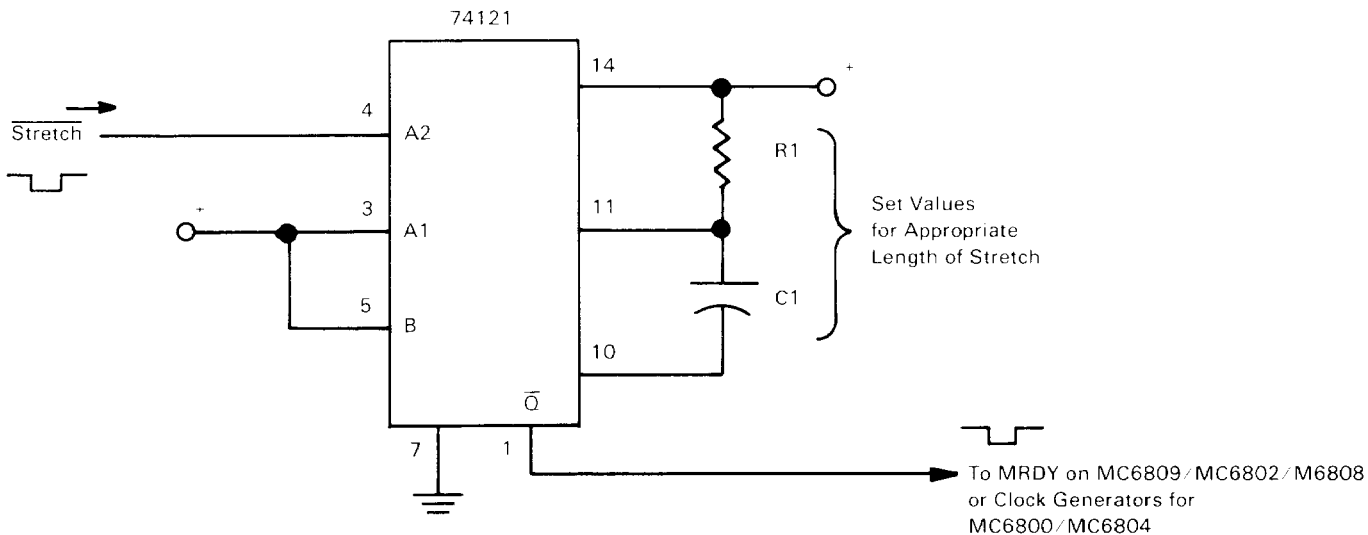 74121
14
+
4
Stretch
A2
R1
+
3
A1
11
Set Values
for Appropriate
Length of Stretch
5
B
C1
10
Q̅
7
1
To MRDY on MC6809/MC6802/M6808
or Clock Generators for
MC6800/MC6804